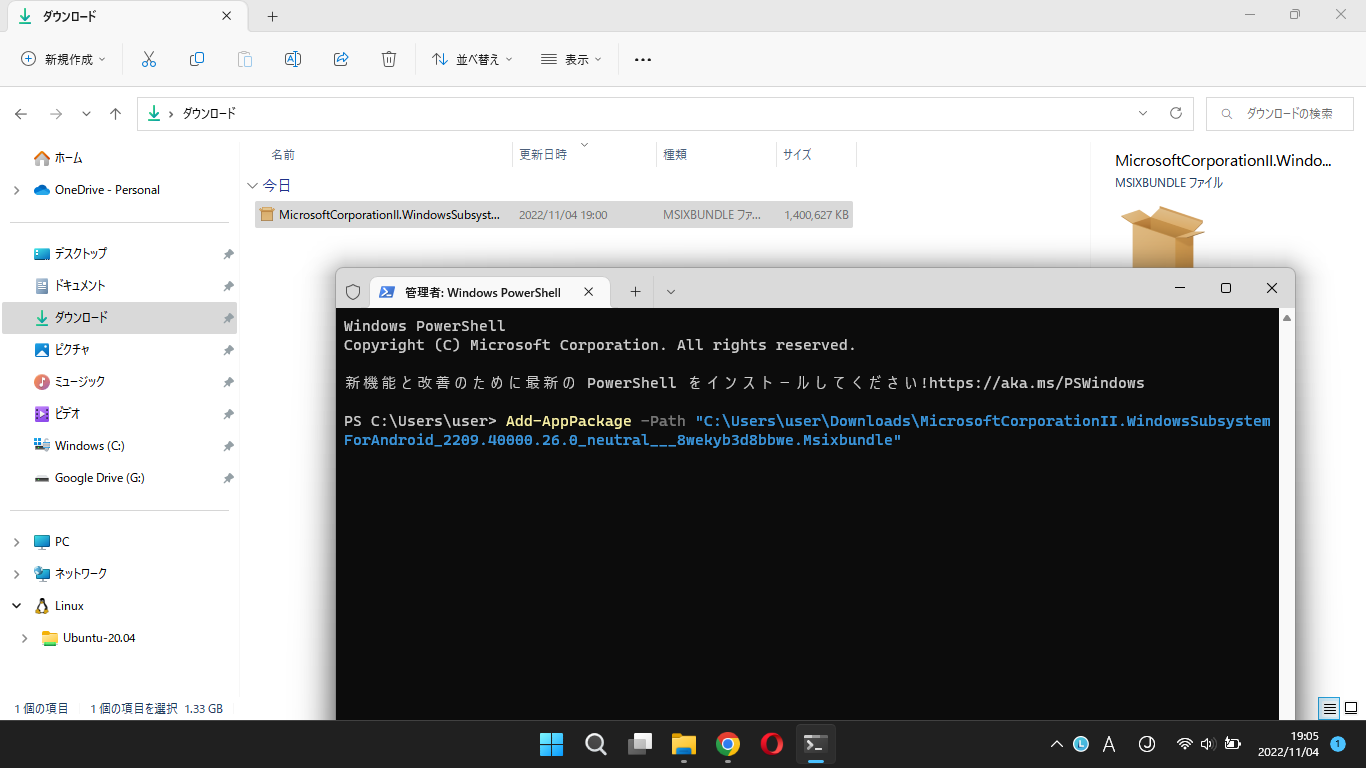 ダウンロード
新規作成
並べ替え
表示
ダウンロード
ダウンロードの検索
ホーム
OneDrive - Personal
デスクトップ
ドキュメント
ダウンロード
ピクチャ
ミュージック
ビデオ
Windows (C:)
Google Drive (G:)
PC
ネットワーク
Linux
Ubuntu-20.04
名前 更新日時 種類 サイズ
今日
MicrosoftCorporationII.WindowsSubsyst... 2022/11/04 19:00 MSIXBUNDLE ファ... 1,400,627 KB
MicrosoftCorporationII.Windo...
MSIXBUNDLE ファイル
管理者: Windows PowerShell
Windows PowerShell
Copyright (C) Microsoft Corporation. All rights reserved.
新機能と改善のために最新の PowerShell をインストールしてください!https://aka.ms/PSWindows
PS C:\Users\user> Add-AppPackage -Path "C:\Users\user\Downloads\MicrosoftCorporationII.WindowsSubsystem
ForAndroid_2209.40000.26.0_neutral___8wekyb3d8bbwe.Msixbundle"
1 個の項目 1 個の項目を選択 1.33 GB
L A J
19:05
2022/11/04
1